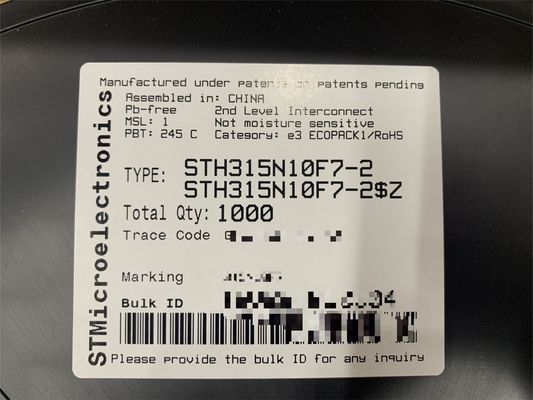 Manufactured under patents or patents pending
Assembled in: CHINA
Pb-free 2nd Level Interconnect
MSL: 1 Not moisture sensitive
PBT: 245 C Category: e3 ECOPACK1/RoHS
TYPE: STH315N10F7-2
STH315N10F7-2$Z
Total Qty: 1000
Trace Code
Marking
Bulk ID
Please provide the bulk ID for any inquiry
STMicroelectronics